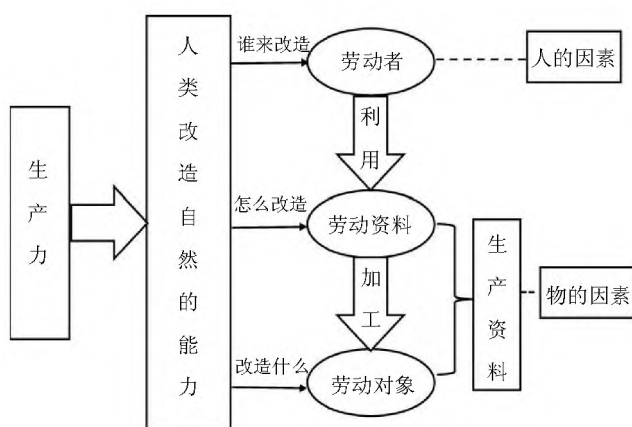 生产力
人类改造自然的能力
谁来改造
劳动者
人的因素
利用
怎么改造
劳动资料
加工
生产资料
物的因素
改造什么
劳动对象